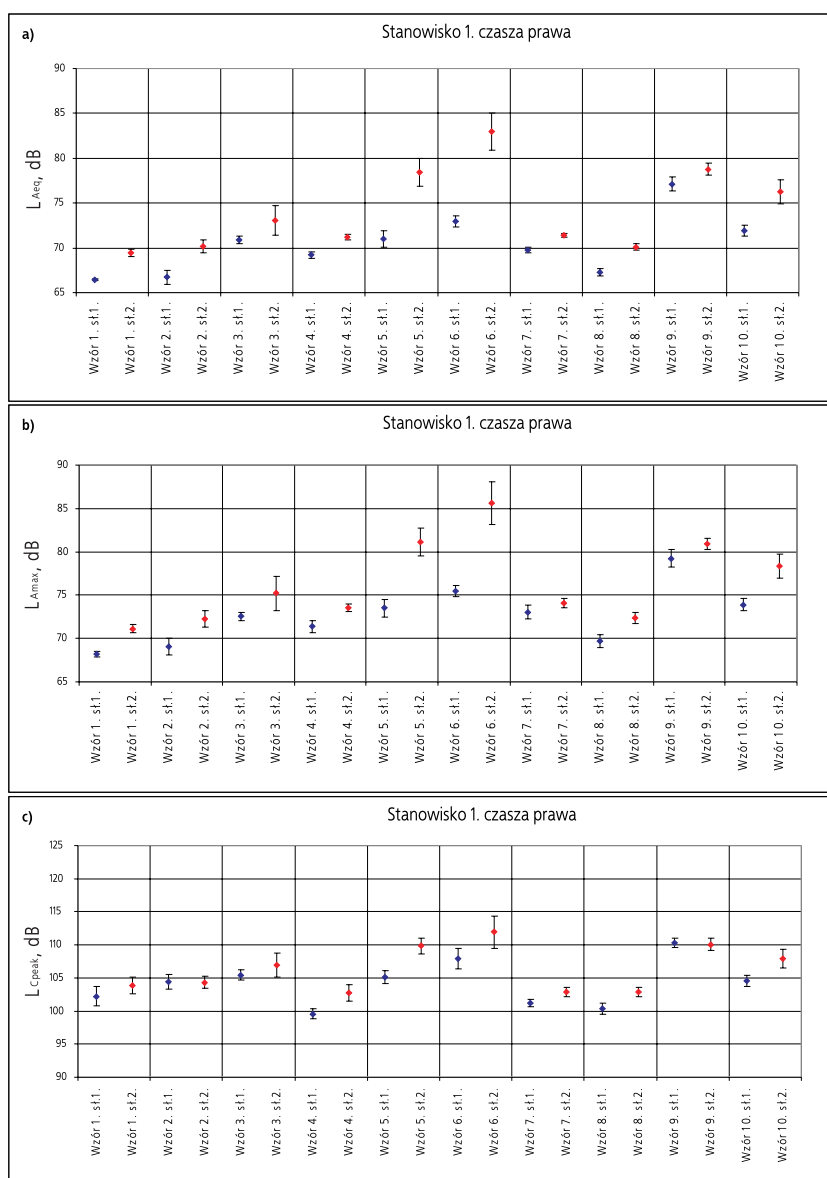 a)
Stanowisko 1. czasza prawa
90
85
80
75
70
65
L Aeq, dB
Wzór 1. sł.1.
Wzór 1. sł.2.
Wzór 2. sł.1.
Wzór 2. sł.2.
Wzór 3. sł.1.
Wzór 3. sł.2.
Wzór 4. sł.1.
Wzór 4. sł.2.
Wzór 5. sł.1.
Wzór 5. sł.2.
Wzór 6. sł.1.
Wzór 6. sł.2.
Wzór 7. sł.1.
Wzór 7. sł.2.
Wzór 8. sł.1.
Wzór 8. sł.2.
Wzór 9. sł.1.
Wzór 9. sł.2.
Wzór 10. sł.1.
Wzór 10. sł.2.
b)
Stanowisko 1. czasza prawa
90
85
80
75
70
65
L Amax, dB
Wzór 1. sł.1.
Wzór 1. sł.2.
Wzór 2. sł.1.
Wzór 2. sł.2.
Wzór 3. sł.1.
Wzór 3. sł.2.
Wzór 4. sł.1.
Wzór 4. sł.2.
Wzór 5. sł.1.
Wzór 5. sł.2.
Wzór 6. sł.1.
Wzór 6. sł.2.
Wzór 7. sł.1.
Wzór 7. sł.2.
Wzór 8. sł.1.
Wzór 8. sł.2.
Wzór 9. sł.1.
Wzór 9. sł.2.
Wzór 10. sł.1.
Wzór 10. sł.2.
c)
Stanowisko 1. czasza prawa
125
120
115
110
105
100
95
90
L Cpeak, dB
Wzór 1. sł.1.
Wzór 1. sł.2.
Wzór 2. sł.1.
Wzór 2. sł.2.
Wzór 3. sł.1.
Wzór 3. sł.2.
Wzór 4. sł.1.
Wzór 4. sł.2.
Wzór 5. sł.1.
Wzór 5. sł.2.
Wzór 6. sł.1.
Wzór 6. sł.2.
Wzór 7. sł.1.
Wzór 7. sł.2.
Wzór 8. sł.1.
Wzór 8. sł.2.
Wzór 9. sł.1.
Wzór 9. sł.2.
Wzór 10. sł.1.
Wzór 10. sł.2.